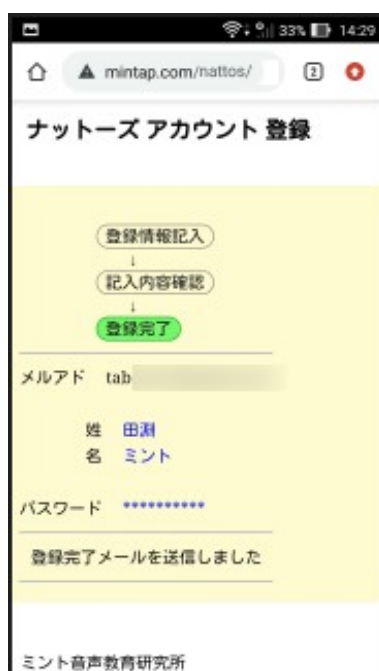 33% 14:29
mintap.com/nattos/ 2
ナットーズ アカウント 登録
登録情報記入
↓
記入内容確認
↓
登録完了
メルアド tab
姓 田淵
名 ミント
パスワード **********
登録完了メールを送信しました
ミント音声教育研究所